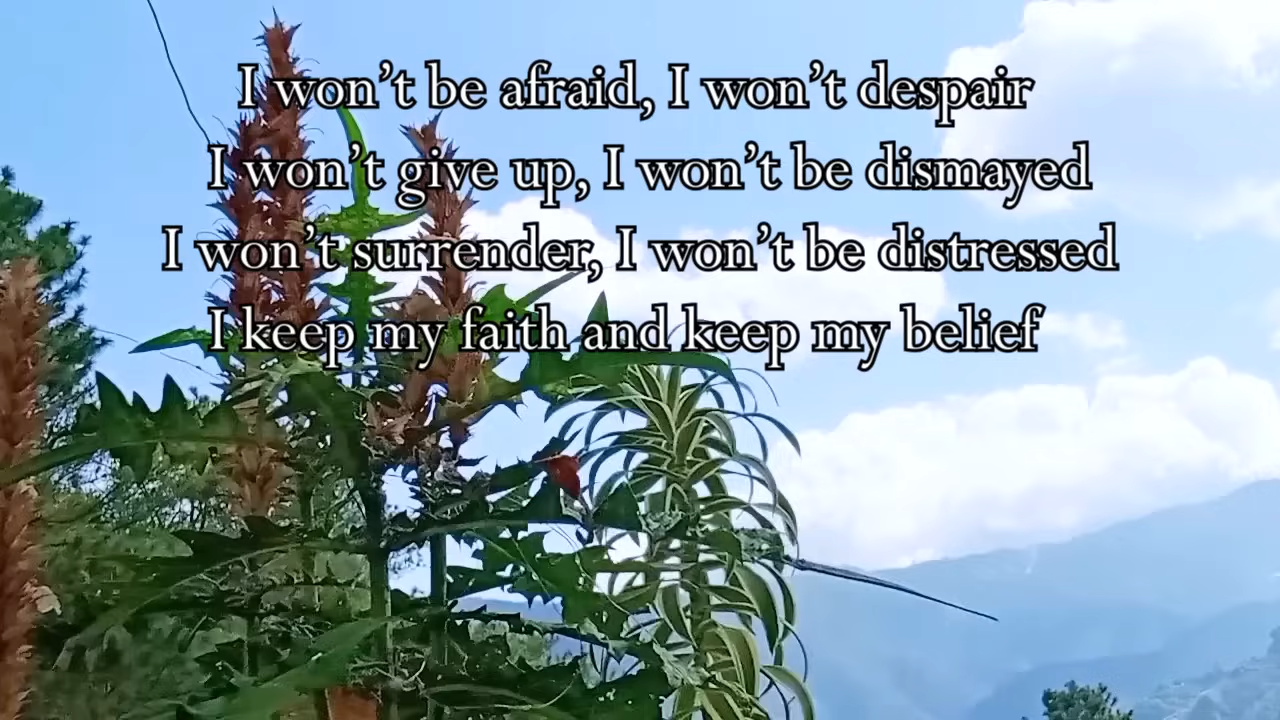 I won’t be afraid, I won’t despair
I won’t give up, I won’t be dismayed
I won’t surrender, I won’t be distressed
I keep my faith and keep my belief